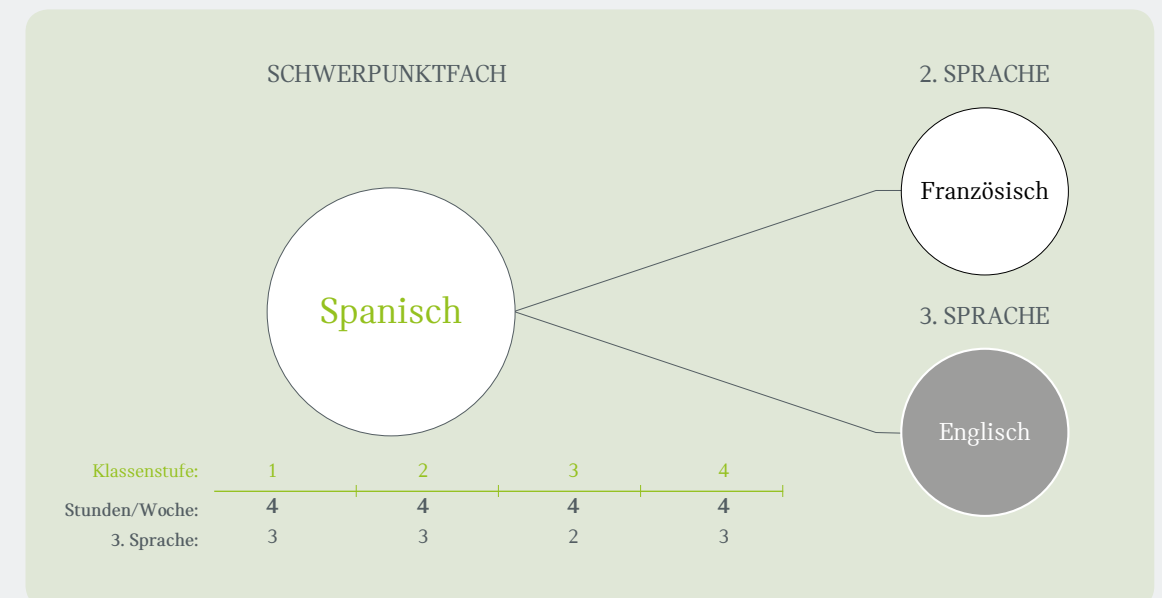 SCHWERPUNKTFACH
2. SPRACHE
Französisch
Spanisch
3. SPRACHE
Englisch
Klassenstufe: 1 2 3 4
Stunden/Woche: 4 4 4 4
3. Sprache: 3 3 2 3